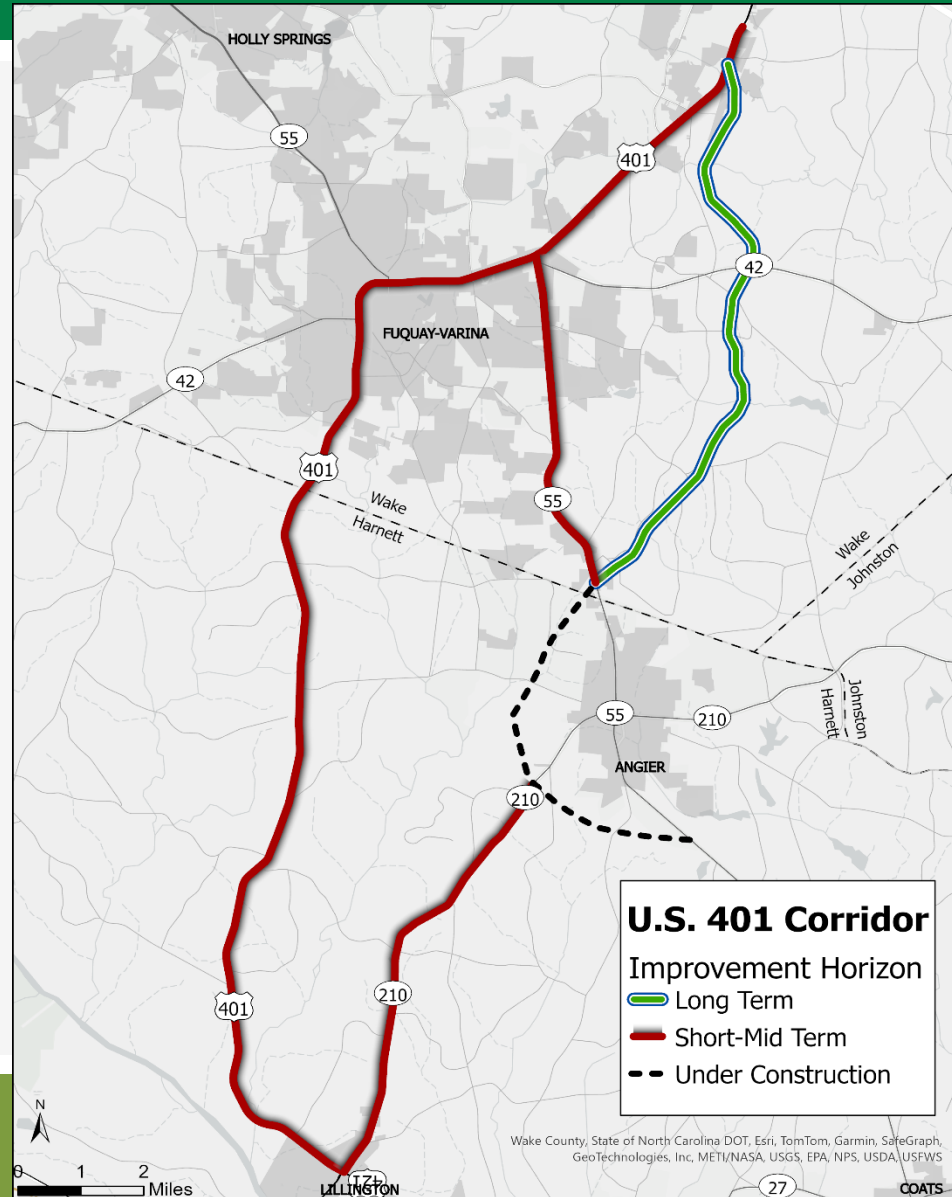 HOLLY SPRINGS
55
401
42
FUQUAY-VARINA
42
401
Wake
Harnett
55
Wake
Johnston
Johnston
Harnett
55
210
ANGIER
210
U.S. 401 Corridor
Improvement Horizon
Long Term
Short-Mid Term
Under Construction
401
210
N
0 1 2
Miles
421
LILLINGTON
Wake County, State of North Carolina DOT, Esri, TomTom, Garmin, SafeGraph,
GeoTechnologies, Inc, METI/NASA, USGS, EPA, NPS, USDA, USFWS
27
COATS